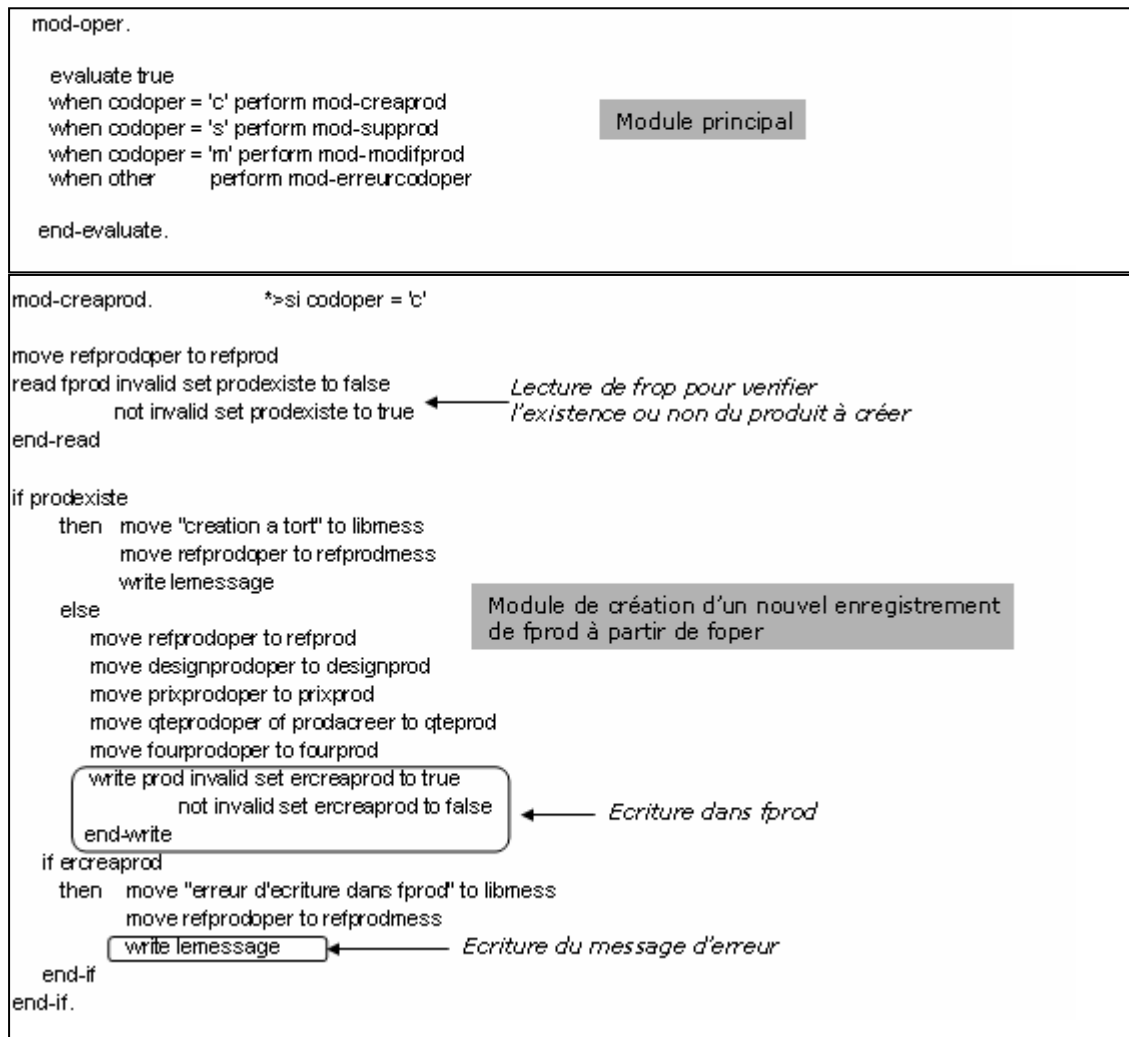 mod-oper.
evaluate true
when codoper = 'c' perform mod-creaprod
when codoper = 's' perform mod-supprod
when codoper = 'm' perform mod-modifprod
when other perform mod-erreurcodoper
end-evaluate.
Module principal
mod-creaprod. *>si codoper = 'c'
move refprodoper to refprod
read fprod invalid set prodexiste to false
not invalid set prodexiste to true
end-read
Lecture de frop pour verifier
l'existence ou non du produit à créer
if prodexiste
then move "creation a tort" to libmess
move refprodoper to refprodmess
write lemessage
else
move refprodoper to refprod
move designprodoper to designprod
move prixprodoper to prixprod
move qteprodoper of prodacreer to qteprod
move fourprodoper to fourprod
Module de création d'un nouvel enregistrement
de fprod à partir de foper
write prod invalid set ercreaprod to true
not invalid set ercreaprod to false
end-write
Ecriture dans fprod
if ercreaprod
then move "erreur d'ecriture dans fprod" to libmess
move refprodoper to refprodmess
write lemessage
Ecriture du message d'erreur
end-if
end-if.